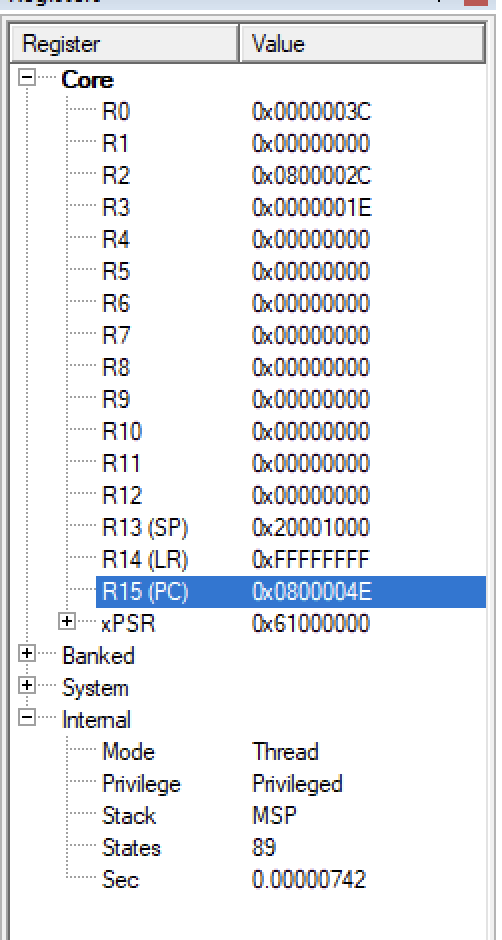 Registers
Register Value
Core
R0 0x0000003C
R1 0x00000000
R2 0x0800002C
R3 0x0000001E
R4 0x00000000
R5 0x00000000
R6 0x00000000
R7 0x00000000
R8 0x00000000
R9 0x00000000
R10 0x00000000
R11 0x00000000
R12 0x00000000
R13 (SP) 0x20001000
R14 (LR) 0xFFFFFFFF
R15 (PC) 0x0800004E
xPSR 0x61000000
Banked
System
Internal
Mode Thread
Privilege Privileged
Stack MSP
States 89
Sec 0.00000742